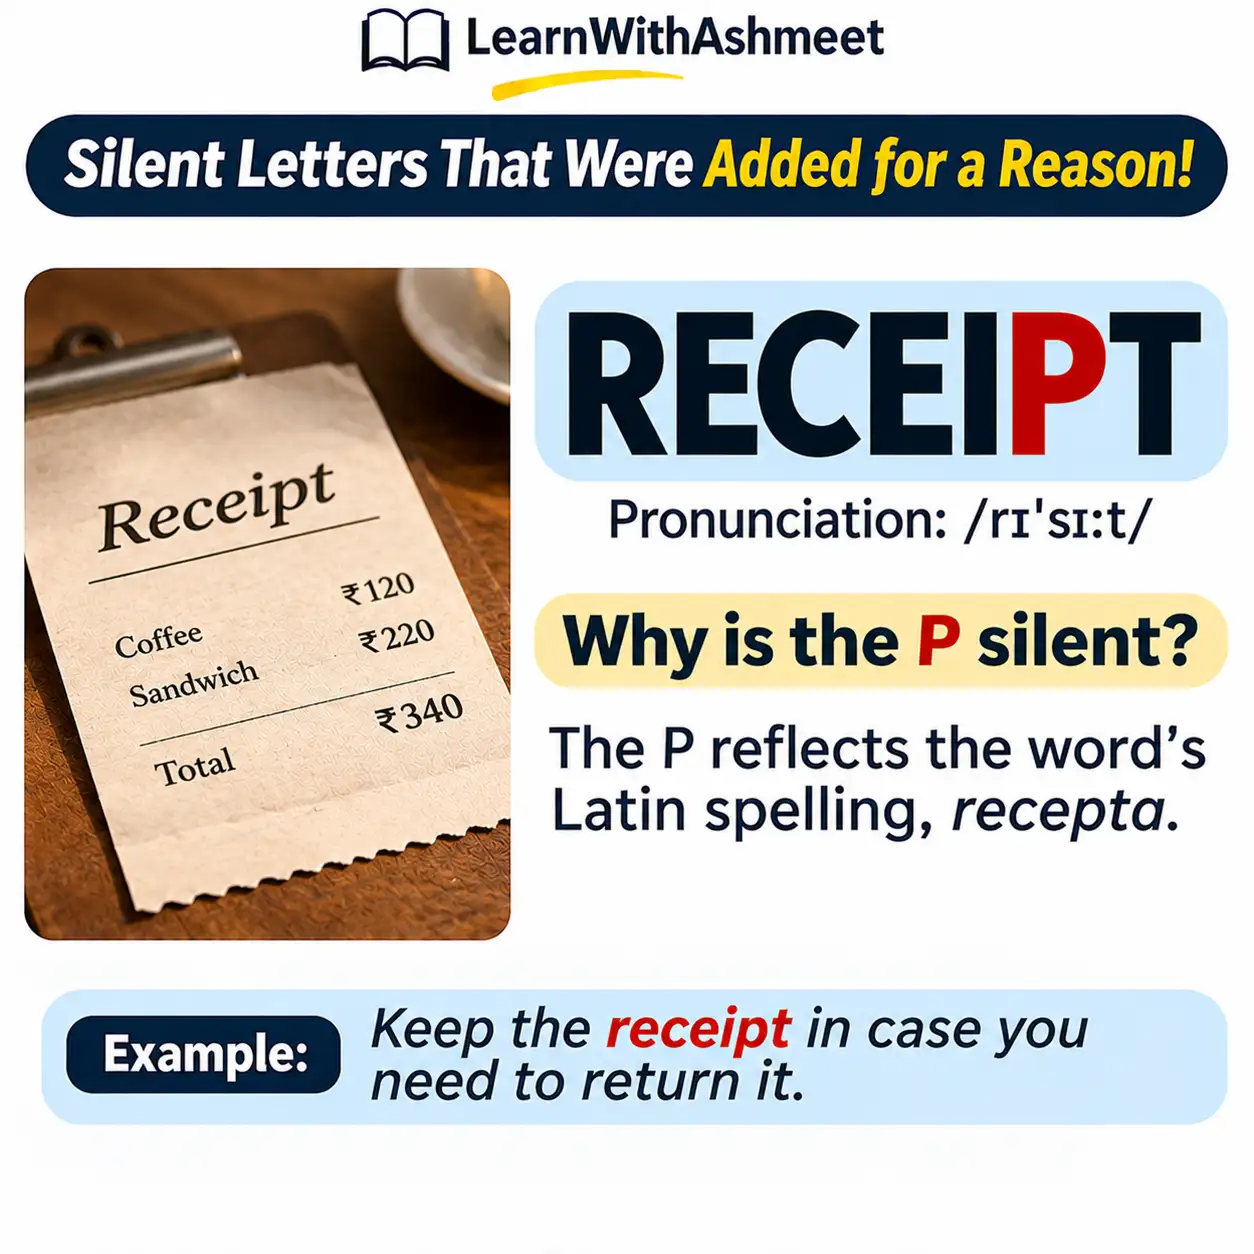 LearnWithAshmeet
Silent Letters That Were Added for a Reason!
Receipt
₹120
Coffee ₹220
Sandwich
₹340
Total
RECEIPT
Pronunciation: /rɪ'sɪ:t/
Why is the P silent?
The P reflects the word's
Latin spelling, recepta.
Example:
Keep the receipt in case you
need to return it.